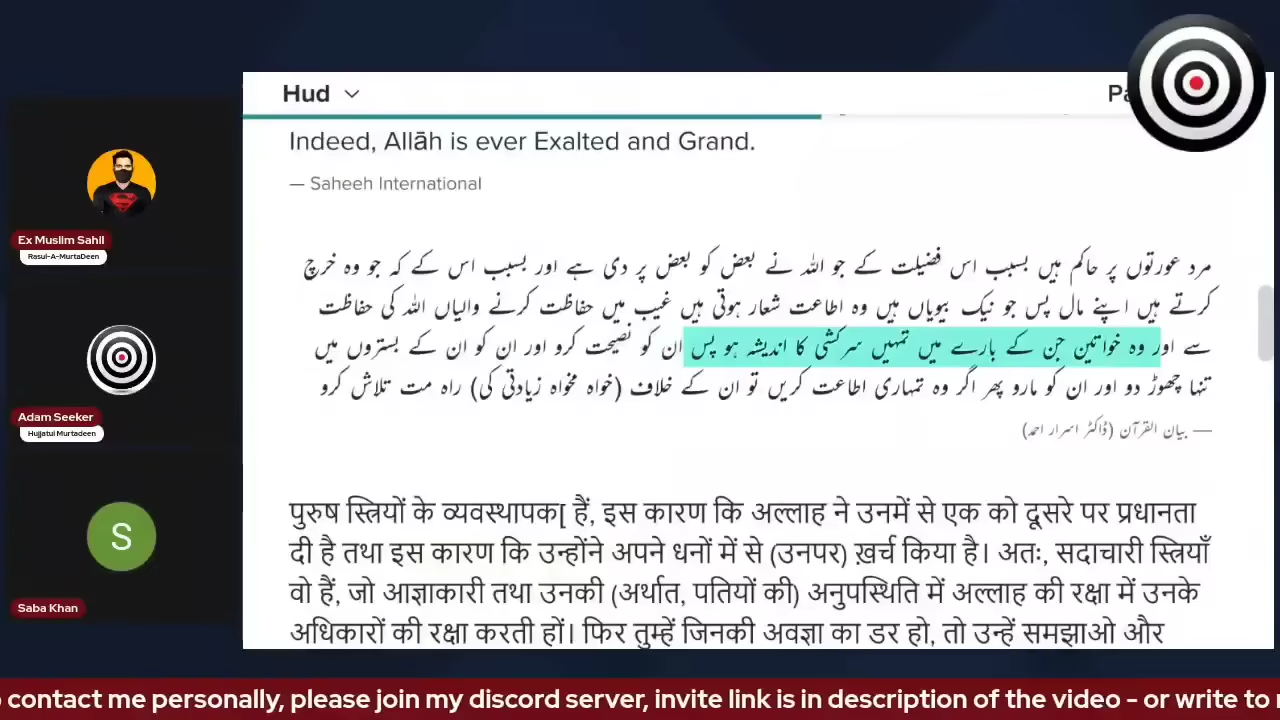 Hud
Indeed, Allāh is ever Exalted and Grand.
— Saheeh International
مرد عورتوں پر حاکم ہیں بسبب اس فضیلت کے جو اللہ نے بعض کو بعض پر دی ہے اور بسبب اس کے کہ جو وہ خرچ
کرتے ہیں اپنے مال پس جو نیک بیویاں ہیں وہ اطاعت شعار ہوتی ہیں غیب میں حفاظت کرنے والیاں اللہ کی حفاظت
سے اور وہ خواتین جن کے بارے میں تمہیں سرکشی کا اندیشہ ہو پس ان کو نصیحت کرو اور ان کو ان کے بستروں میں
تنہا چھوڑ دو اور ان کو مارو پھر اگر وہ تمہاری اطاعت کریں تو ان کے خلاف (خواہ مخواہ زیادتی کی) راہ مت تلاش کرو
— بیان القرآن (ڈاکٹر اسرار احمد)
पुरुष स्त्रियों के व्यवस्थापक[ हैं, इस कारण कि अल्लाह ने उनमें से एक को दूसरे पर प्रधानता
दी है तथा इस कारण कि उन्होंने अपने धनों में से (उनपर) ख़र्च किया है। अतः, सदाचारी स्त्रियाँ
वो हैं, जो आज्ञाकारी तथा उनकी (अर्थात, पतियों की) अनुपस्थिति में अल्लाह की रक्षा में उनके
अधिकारों की रक्षा करती हों। फिर तुम्हें जिनकी अवज्ञा का डर हो, तो उन्हें समझाओ और
Ex Muslim Sahil
Rasul-A-MurtaDeen
Adam Seeker
Hujjatul Murtadeen
S
Saba Khan
contact me personally, please join my discord server, invite link is in description of the video - or write to